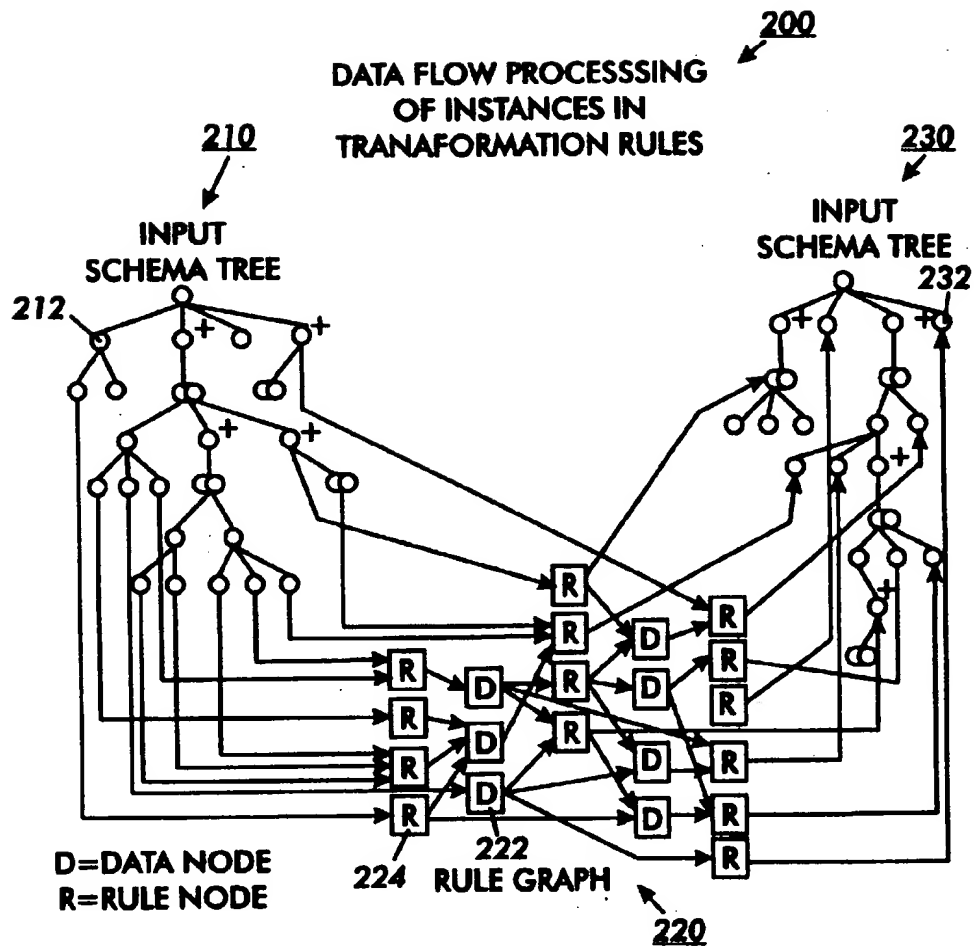 200
DATA FLOW PROCESSSING
OF INSTANCES IN
TRANAFORMATION RULES
210
INPUT
SCHEMA TREE
230
INPUT
SCHEMA TREE
212
232
+
+
+
+
+
+
+
+
R
R
R
D
R
R
D
R
D
R
R
D
R
R
D
R
D
R
R
D
R
R
224
222
RULE GRAPH
220
D=DATA NODE
R=RULE NODE